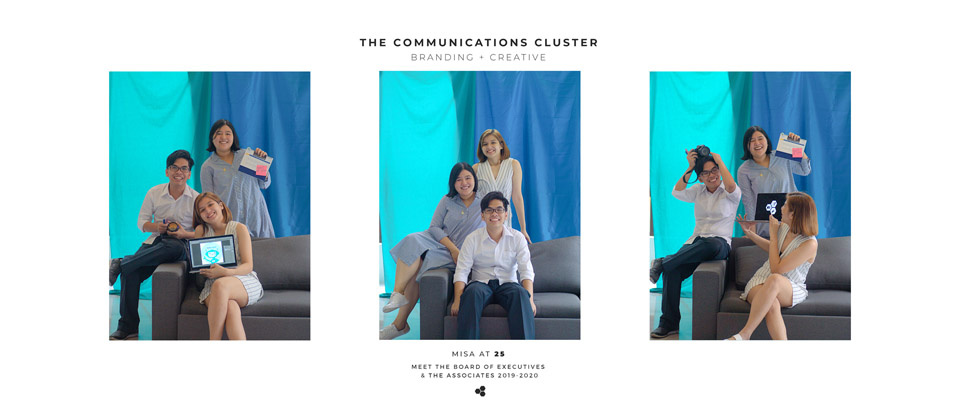 THE COMMUNICATIONS CLUSTER
BRANDING + CREATIVE
MISA AT 25
MEET THE BOARD OF EXECUTIVES
& THE ASSOCIATES 2019-2020